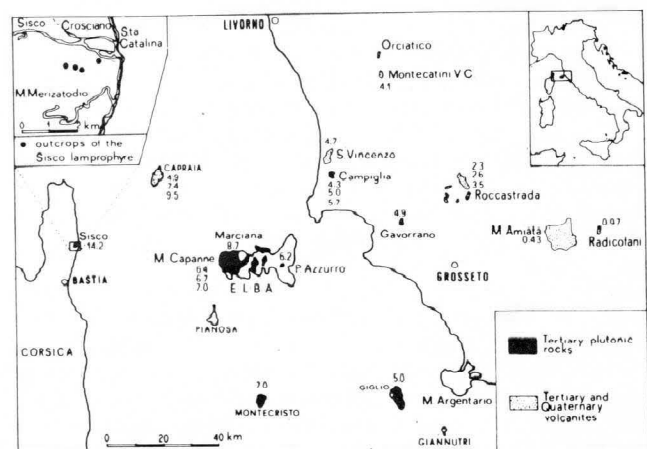 Sisco
Crosciano
Sta
Catalina
M Merizatodio
0 1 km
outcrops of the
Sisco lamprophyre
LIVORNO
Orciatico
Montecatini V C
4.1
4.7
S Vincenzo
Campiglia
4.3
5.0
5.7
CAPRAIA
4.9
7.4
9.5
2.3
2.6
3.5
Roccastrada
4.9
Gavorrano
M Amiata
0.43
0.97
Radicofani
GROSSETO
Sisco
14.2
BASTIA
CORSICA
Marciana
8.7
M Capanne
6.7
7.0
6.2
P Azzurro
ELBA
PIANOSA
7.0
MONTECRISTO
5.0
GIGLIO
M Argentario
GIANNUTRI
Tertiary plutonic
rocks
Tertiary and
Quaternary
volcanites
0 20 40 km